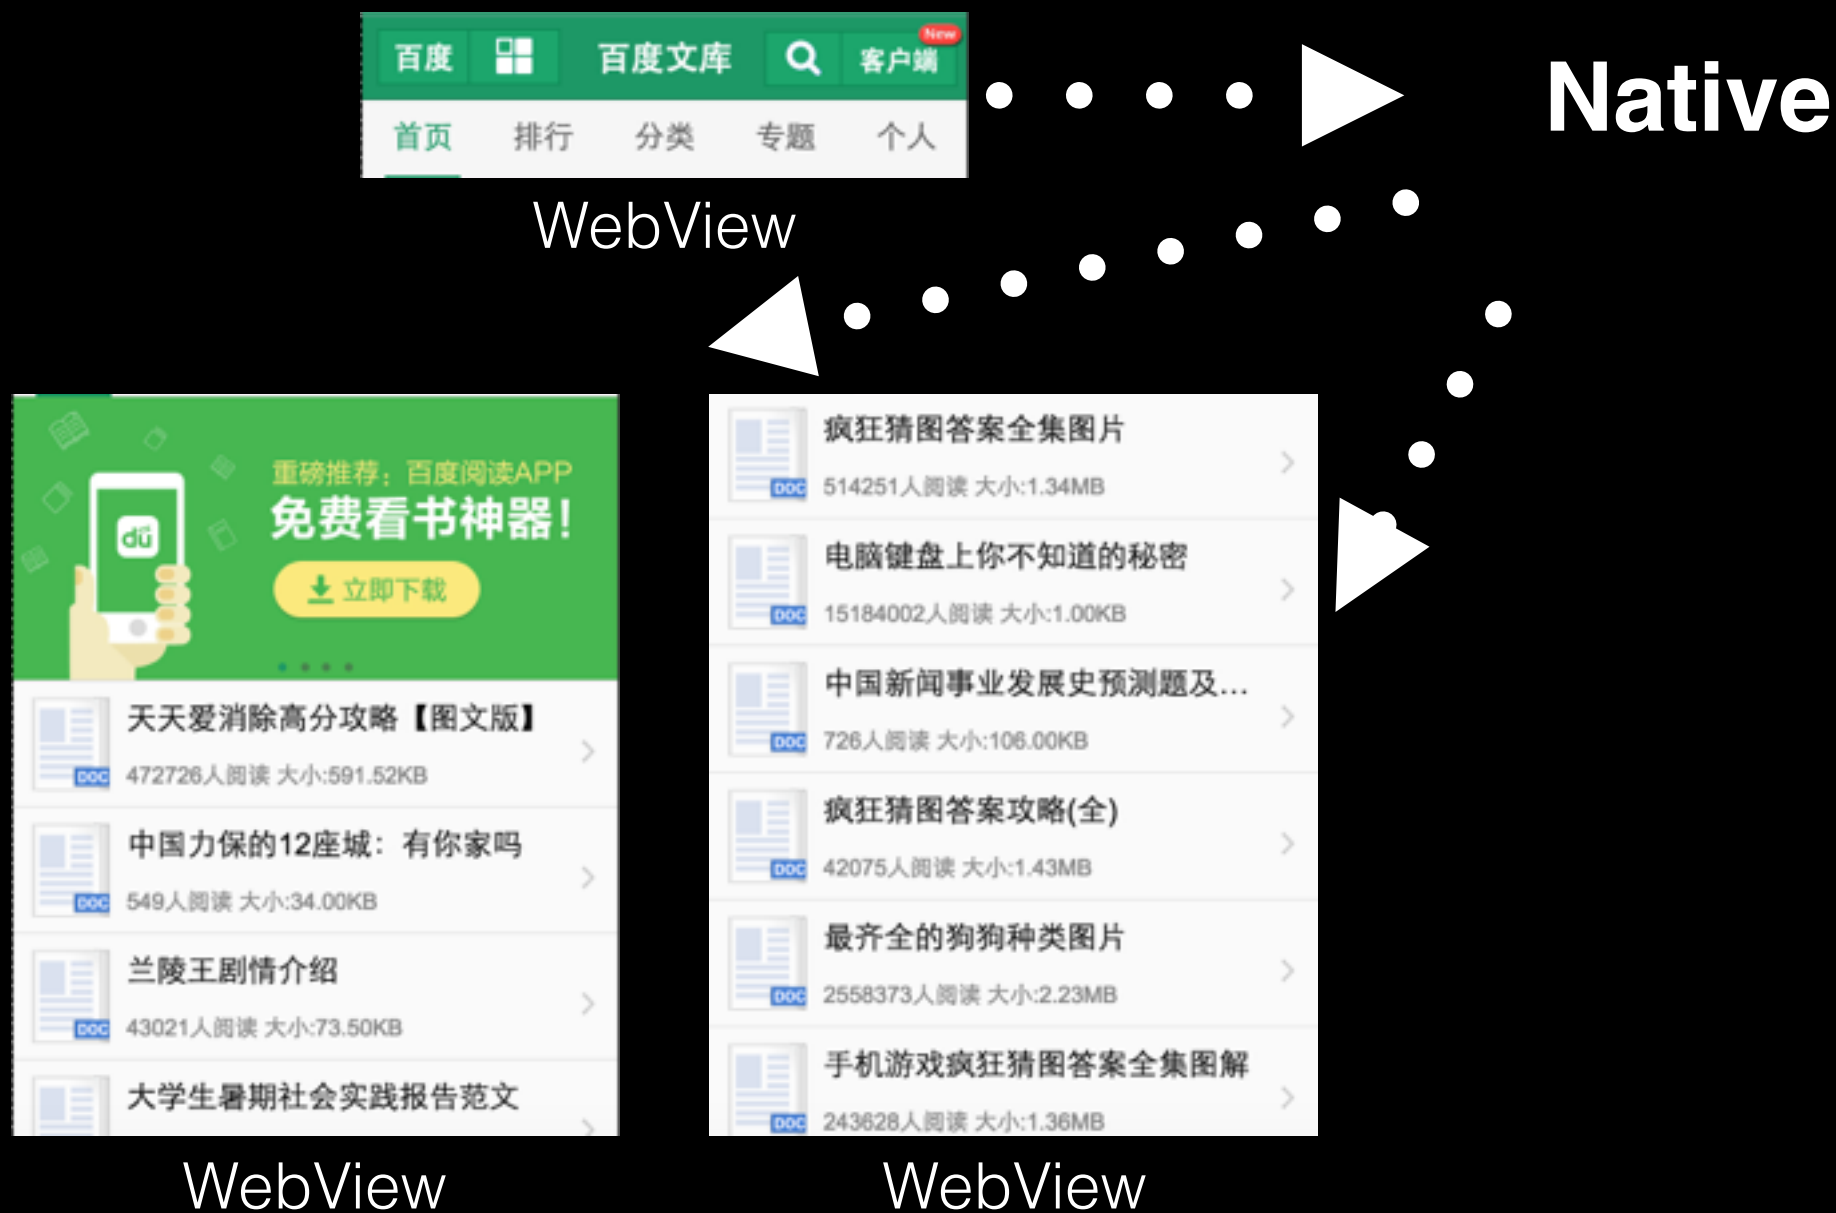 百度 百度文库 客户端 New
首页 排行 分类 专题 个人
WebView
Native
重磅推荐：百度阅读APP
免费看书神器！
dū
立即下载
天天爱消除高分攻略【图文版】
DOC
472726人阅读 大小:591.52KB
中国力保的12座城：有你家吗
DOC
549人阅读 大小:34.00KB
兰陵王剧情介绍
DOC
43021人阅读 大小:73.50KB
大学生暑期社会实践报告范文
WebView
疯狂猜图答案全集图片
DOC
514251人阅读 大小:1.34MB
电脑键盘上你不知道的秘密
DOC
15184002人阅读 大小:1.00KB
中国新闻事业发展史预测题及...
DOC
726人阅读 大小:106.00KB
疯狂猜图答案攻略(全)
DOC
42075人阅读 大小:1.43MB
最齐全的狗狗种类图片
DOC
2558373人阅读 大小:2.23MB
手机游戏疯狂猜图答案全集图解
DOC
243628人阅读 大小:1.36MB
WebView